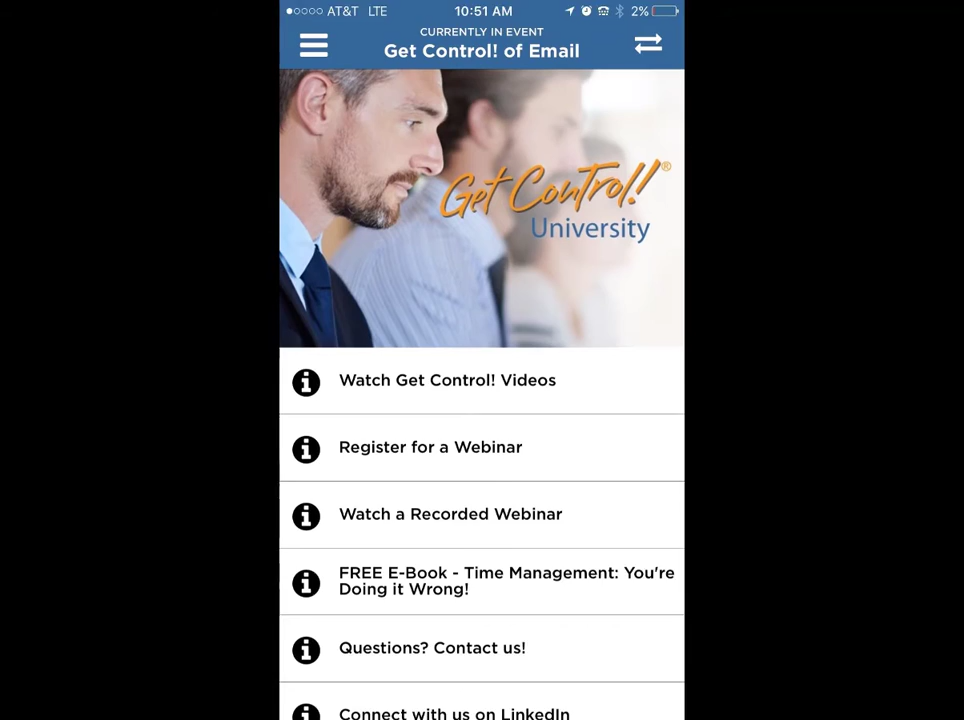 AT&T LTE 10:51 AM 2%
CURRENTLY IN EVENT
Get Control! of Email
Get Control!®
University
Watch Get Control! Videos
Register for a Webinar
Watch a Recorded Webinar
FREE E-Book - Time Management: You're
Doing it Wrong!
Questions? Contact us!
Connect with us on LinkedIn